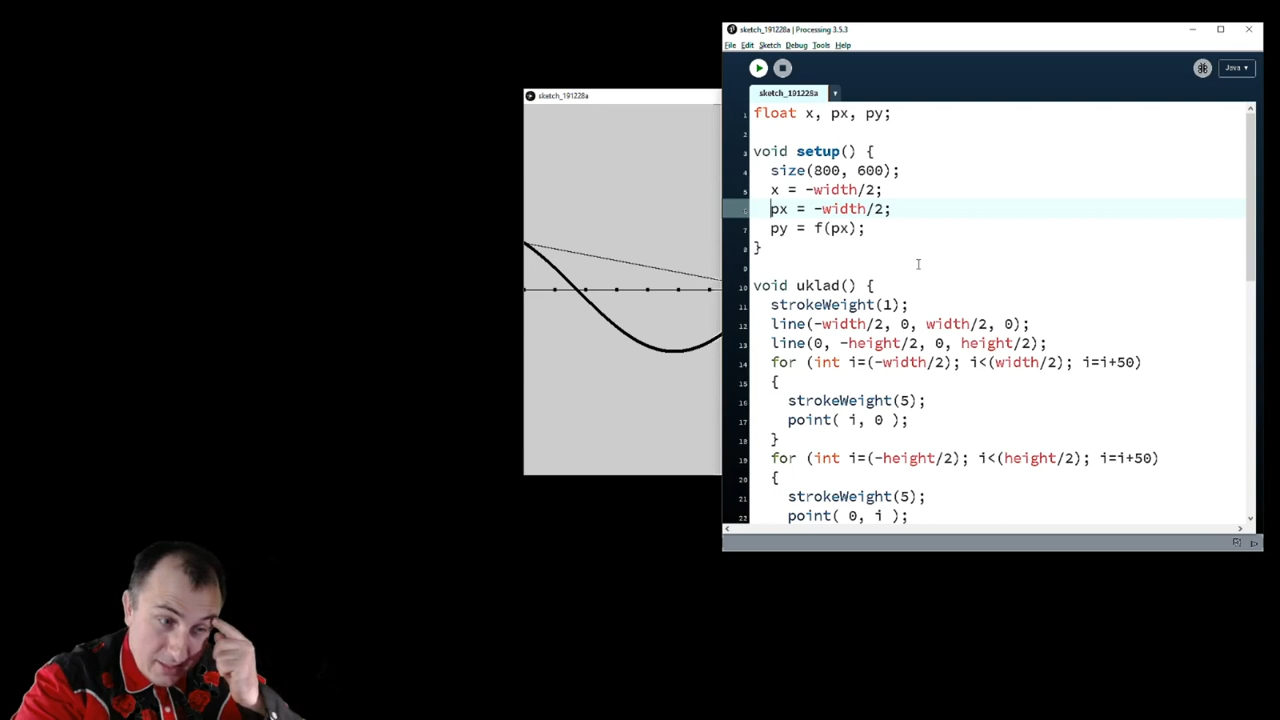 sketch_191228a | Processing 3.5.3
File Edit Sketch Debug Tools Help
Java ▾
sketch_191228a
sketch_191228a
1 float x, px, py;
2
3 void setup() {
4 size(800, 600);
5 x = -width/2;
6 px = -width/2;
7 py = f(px);
8 }
9
10 void uklad() {
11 strokeWeight(1);
12 line(-width/2, 0, width/2, 0);
13 line(0, -height/2, 0, height/2);
14 for (int i=(-width/2); i<(width/2); i=i+50)
15 {
16 strokeWeight(5);
17 point( i, 0 );
18 }
19 for (int i=(-height/2); i<(height/2); i=i+50)
20 {
21 strokeWeight(5);
22 point( 0, i );